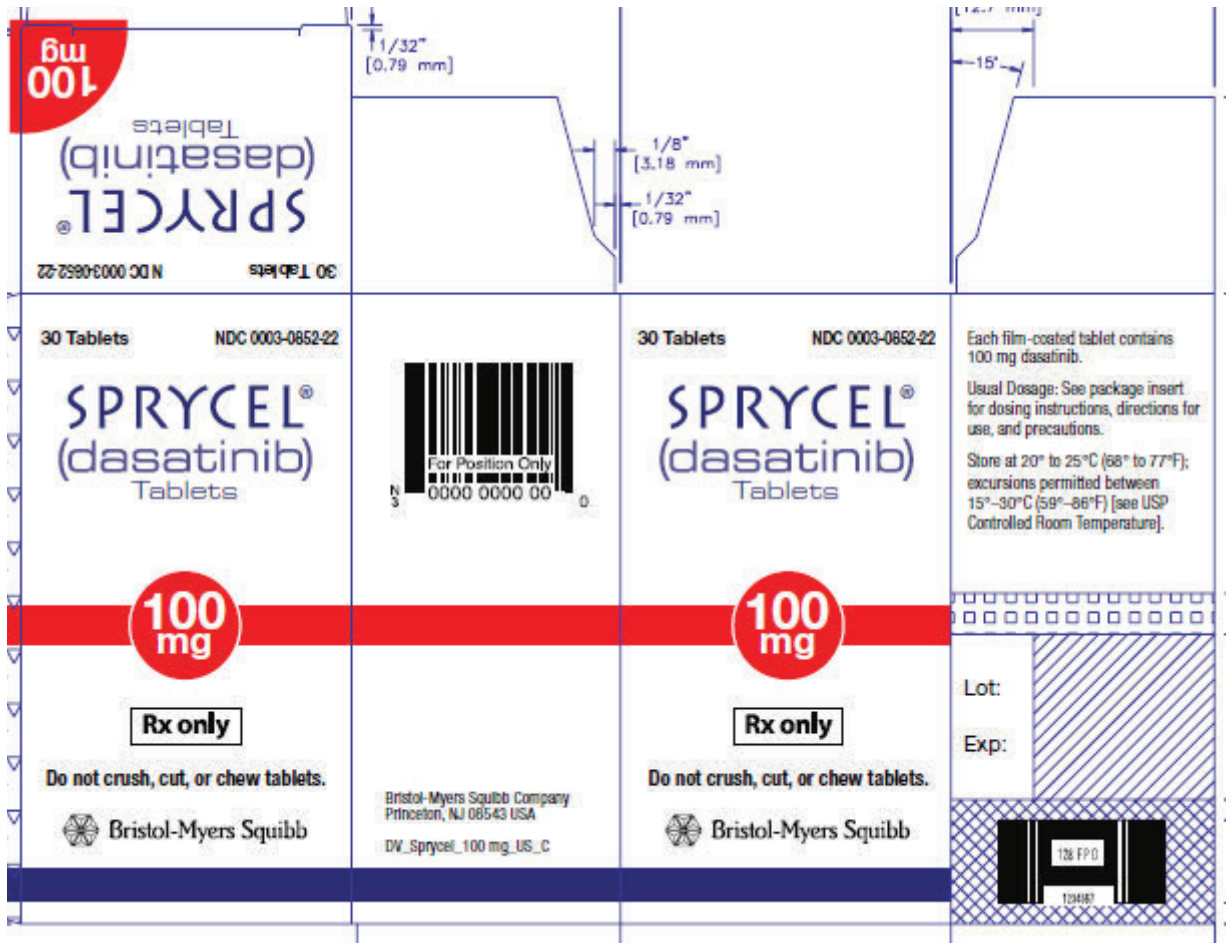 1/32"
[0.79 mm]
[12.7 mm]
15°
1/8"
[3.18 mm]
1/32"
[0.79 mm]
100
mg
SPRYCEL®
(dasatinib)
Tablets
30 Tablets NDC 0003-0852-22
30 Tablets NDC 0003-0852-22
SPRYCEL®
(dasatinib)
Tablets
100
mg
Rx only
Do not crush, cut, or chew tablets.
Bristol-Myers Squibb
For Position Only
N
3
0000 0000 00
0
Bristol-Myers Squibb Company
Princeton, NJ 08543 USA
DV_Sprycel_100 mg_US_C
30 Tablets NDC 0003-0852-22
SPRYCEL®
(dasatinib)
Tablets
100
mg
Rx only
Do not crush, cut, or chew tablets.
Bristol-Myers Squibb
Each film-coated tablet contains
100 mg dasatinib.
Usual Dosage: See package insert
for dosing instructions, directions for
use, and precautions.
Store at 20° to 25°C (68° to 77°F);
excursions permitted between
15°–30°C (59°–86°F) [see USP
Controlled Room Temperature].
Lot:
Exp:
128 FPO
1234567